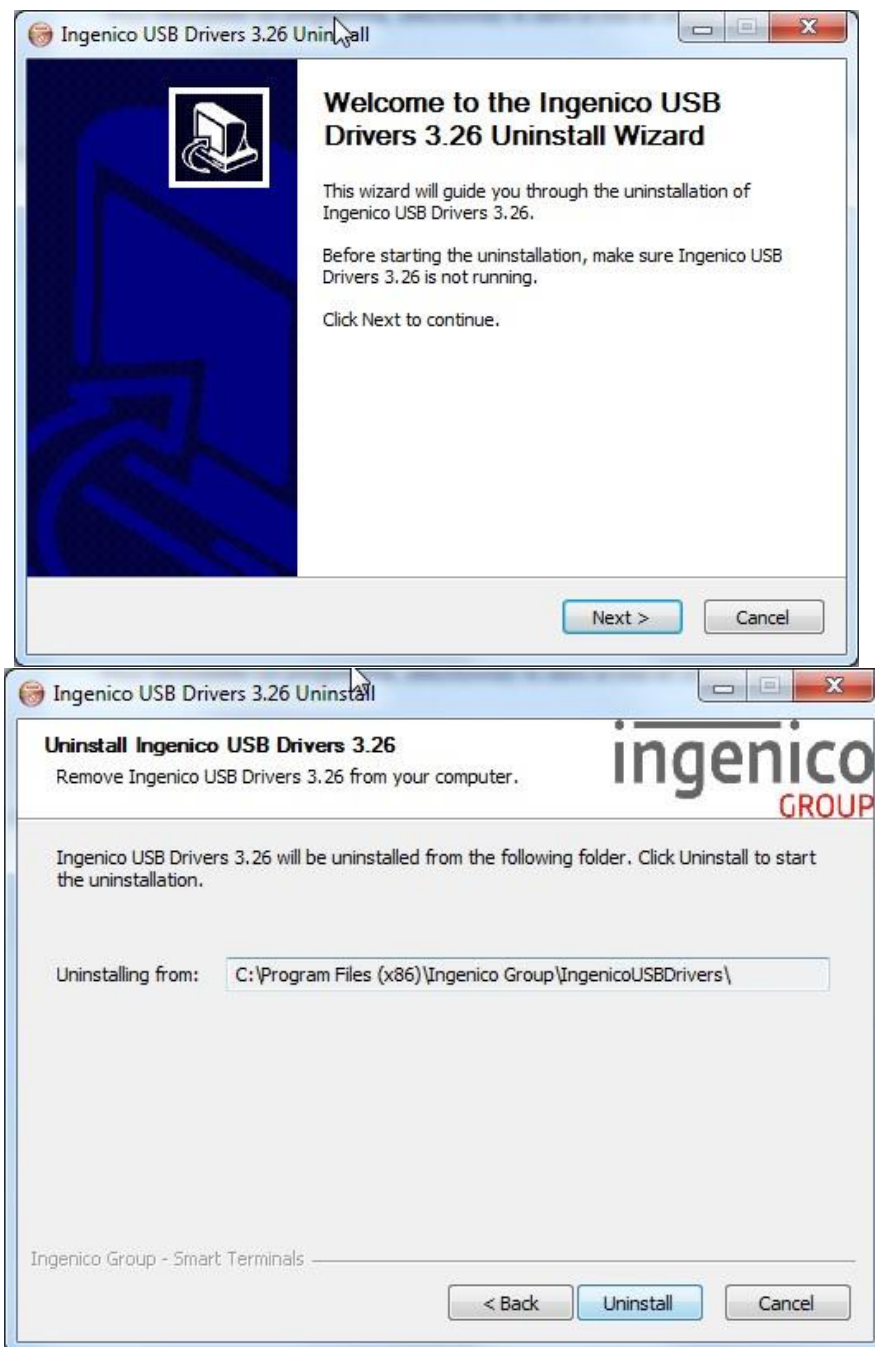 Ingenico USB Drivers 3.26 Uninstall
Welcome to the Ingenico USB
Drivers 3.26 Uninstall Wizard
This wizard will guide you through the uninstallation of
Ingenico USB Drivers 3.26.
Before starting the uninstallation, make sure Ingenico USB
Drivers 3.26 is not running.
Click Next to continue.
Next >
Cancel
Ingenico USB Drivers 3.26 Uninstall
Uninstall Ingenico USB Drivers 3.26
Remove Ingenico USB Drivers 3.26 from your computer.
ingenico
GROUP
Ingenico USB Drivers 3.26 will be uninstalled from the following folder. Click Uninstall to start
the uninstallation.
Uninstalling from: C:\Program Files (x86)\Ingenico Group\IngenicoUSBDrivers\
Ingenico Group - Smart Terminals
< Back
Uninstall
Cancel